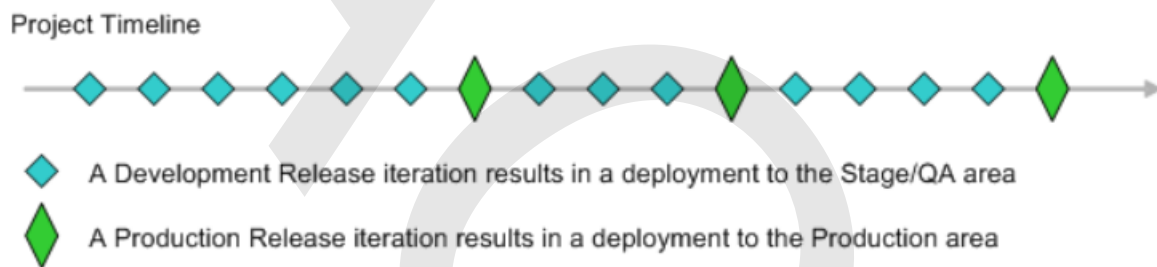 Project Timeline
A Development Release iteration results in a deployment to the Stage/QA area
A Production Release iteration results in a deployment to the Production area